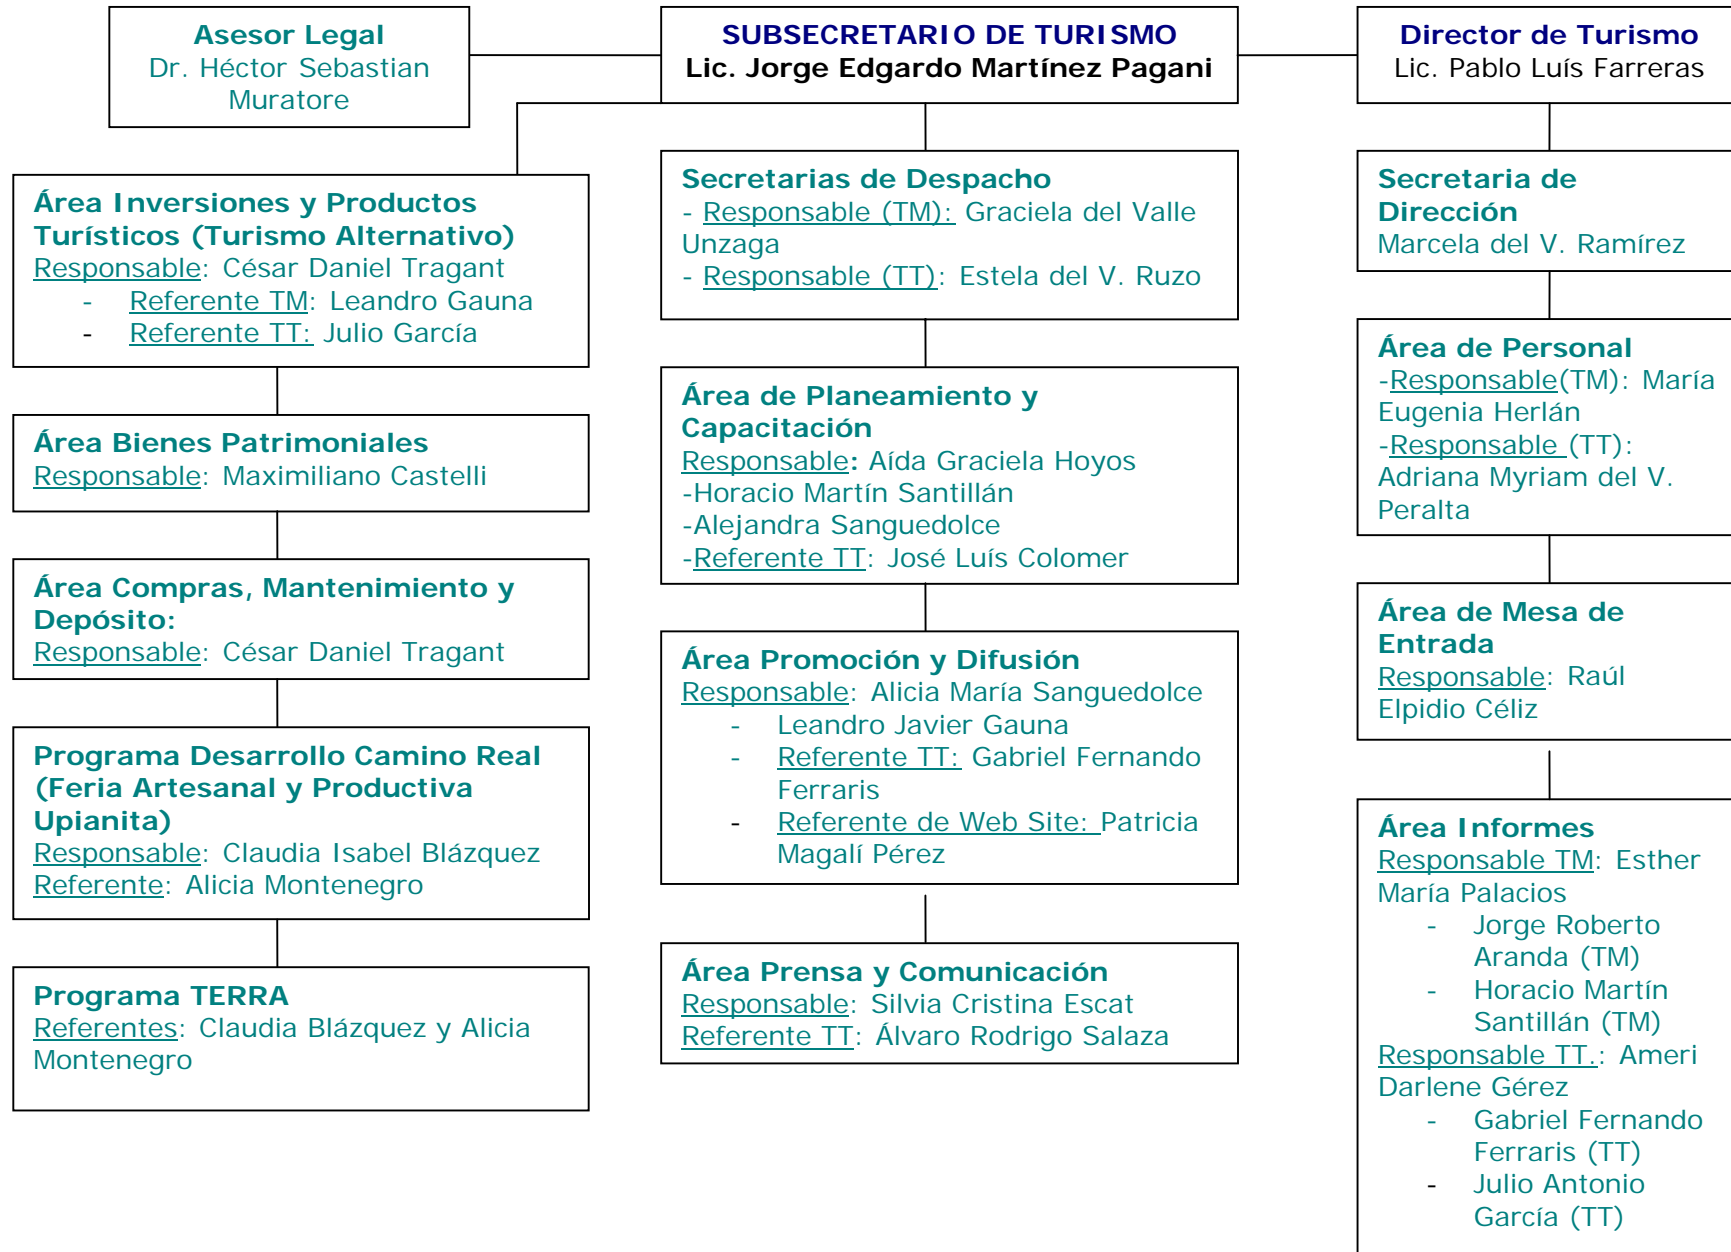 Asesor Legal
Dr. Héctor Sebastian
Muratore
SUBSECRETARIO DE TURISMO
Lic. Jorge Edgardo Martínez Pagani
Director de Turismo
Lic. Pablo Luís Farreras
Área Inversiones y Productos
Turísticos (Turismo Alternativo)
Responsable: César Daniel Tragant
- Referente TM: Leandro Gauna
- Referente TT: Julio García
Área Bienes Patrimoniales
Responsable: Maximiliano Castelli
Área Compras, Mantenimiento y
Depósito:
Responsable: César Daniel Tragant
Programa Desarrollo Camino Real
(Feria Artesanal y Productiva
Upianita)
Responsable: Claudia Isabel Blázquez
Referente: Alicia Montenegro
Programa TERRA
Referentes: Claudia Blázquez y Alicia
Montenegro
Secretarias de Despacho
- Responsable (TM): Graciela del Valle
Unzaga
- Responsable (TT): Estela del V. Ruzo
Área de Planeamiento y
Capacitación
Responsable: Aída Graciela Hoyos
-Horacio Martín Santillán
-Alejandra Sanguedolce
-Referente TT: José Luís Colomer
Área Promoción y Difusión
Responsable: Alicia María Sanguedolce
- Leandro Javier Gauna
- Referente TT: Gabriel Fernando
Ferraris
- Referente de Web Site: Patricia
Magalí Pérez
Área Prensa y Comunicación
Responsable: Silvia Cristina Escat
Referente TT: Álvaro Rodrigo Salaza
Secretaria de
Dirección
Marcela del V. Ramírez
Área de Personal
-Responsable(TM): María
Eugenia Herlán
-Responsable (TT):
Adriana Myriam del V.
Peralta
Área de Mesa de
Entrada
Responsable: Raúl
Elpidio Céliz
Área Informes
Responsable TM: Esther
María Palacios
- Jorge Roberto
Aranda (TM)
- Horacio Martín
Santillán (TM)
Responsable TT.: Ameri
Darlene Gérez
- Gabriel Fernando
Ferraris (TT)
- Julio Antonio
García (TT)